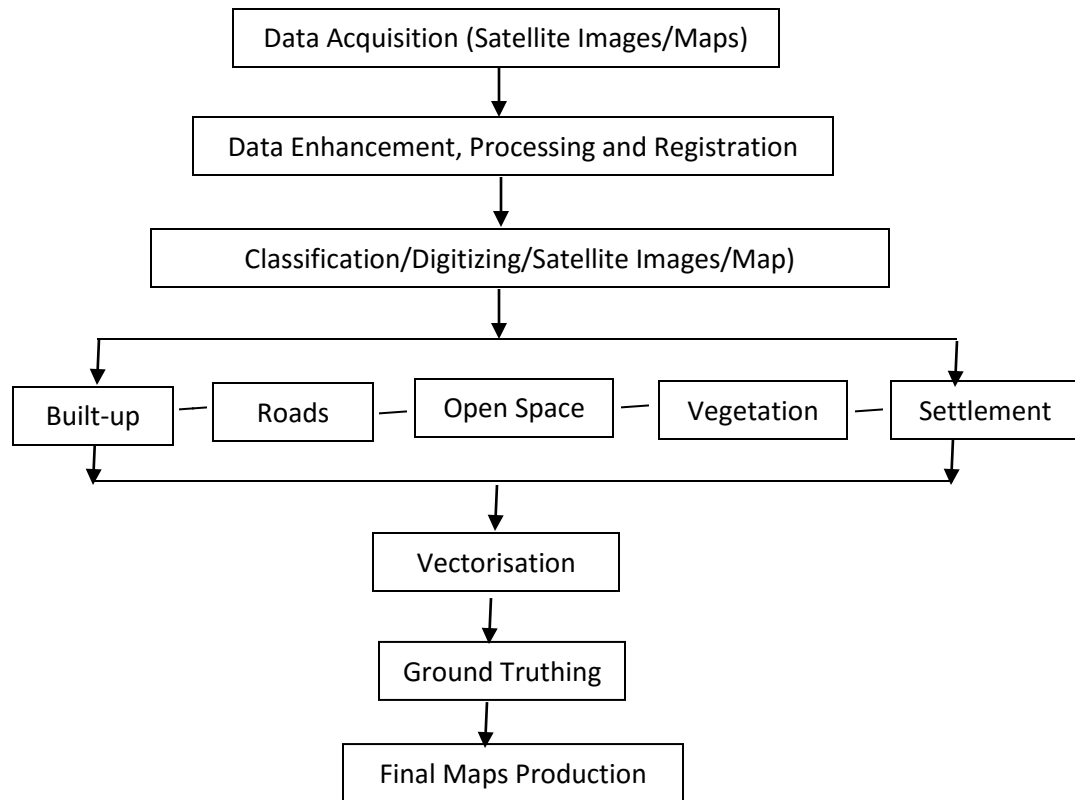 Data Acquisition (Satellite Images/Maps)
Data Enhancement, Processing and Registration
Classification/Digitizing/Satellite Images/Map)
Built-up
Roads
Open Space
Vegetation
Settlement
Vectorisation
Ground Truthing
Final Maps Production